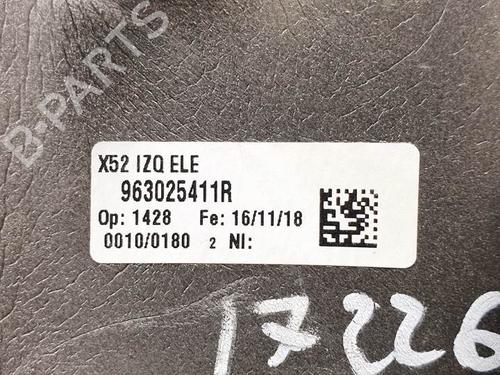 B-PARTS
X52 IZQ ELE
963025411R
Op: 1428 Fe: 16/11/18
0010/0180 2 NI:
17226